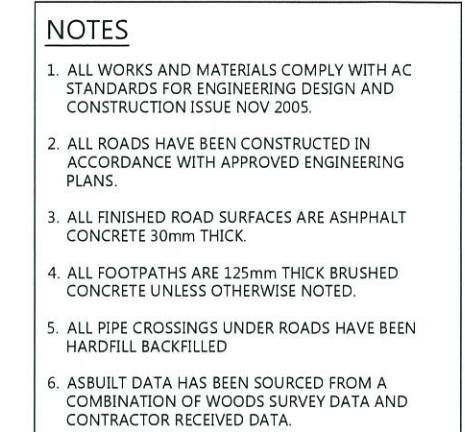 NOTES
1. ALL WORKS AND MATERIALS COMPLY WITH AC
STANDARDS FOR ENGINEERING DESIGN AND
CONSTRUCTION ISSUE NOV 2005.
2. ALL ROADS HAVE BEEN CONSTRUCTED IN
ACCORDANCE WITH APPROVED ENGINEERING
PLANS.
3. ALL FINISHED ROAD SURFACES ARE ASHPHALT
CONCRETE 30mm THICK.
4. ALL FOOTPATHS ARE 125mm THICK BRUSHED
CONCRETE UNLESS OTHERWISE NOTED.
5. ALL PIPE CROSSINGS UNDER ROADS HAVE BEEN
HARDFILL BACKFILLED
6. ASBUILT DATA HAS BEEN SOURCED FROM A
COMBINATION OF WOODS SURVEY DATA AND
CONTRACTOR RECEIVED DATA.